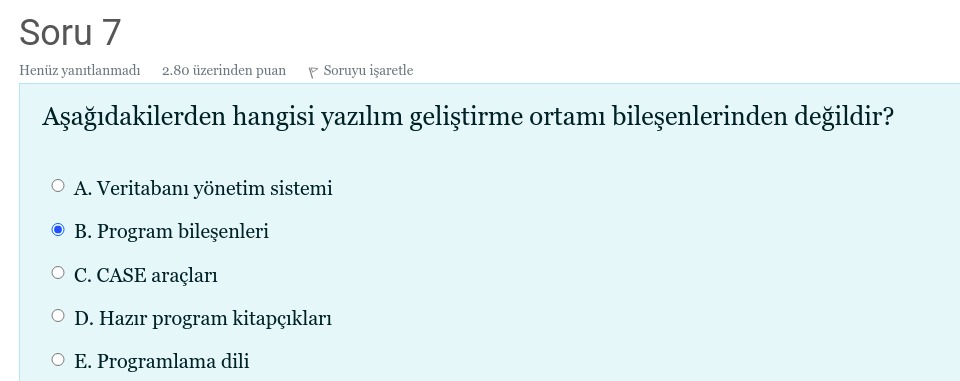 Soru 7
Henüz yanıtlanmadı 2.80 üzerinden puan Soruyu işaretle
Aşağıdakilerden hangisi yazılım geliştirme ortamı bileşenlerinden değildir?
A. Veritabanı yönetim sistemi
B. Program bileşenleri
C. CASE araçları
D. Hazır program kitapçıkları
E. Programlama dili